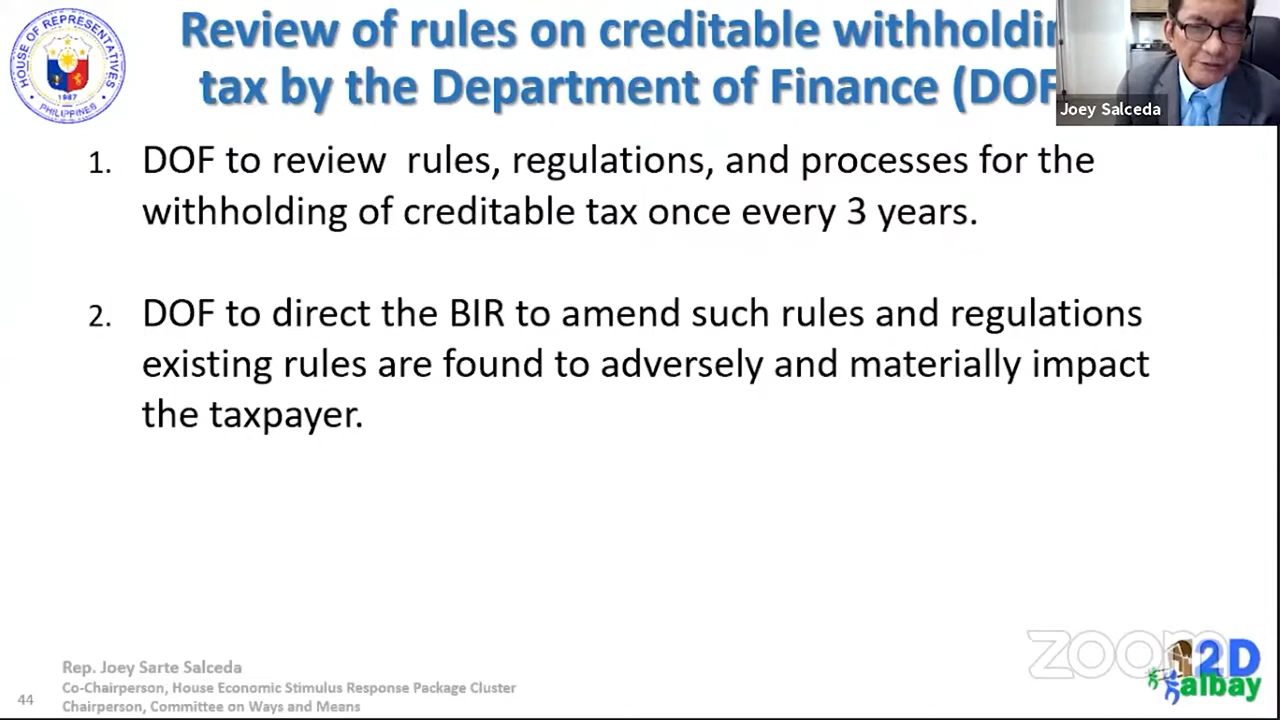 HOUSE OF REPRESENTATIVES
1987
PHILIPPINES
Review of rules on creditable withholdin
tax by the Department of Finance (DOF
Joey Salceda
1. DOF to review rules, regulations, and processes for the
withholding of creditable tax once every 3 years.
2. DOF to direct the BIR to amend such rules and regulations
existing rules are found to adversely and materially impact
the taxpayer.
Rep. Joey Sarte Salceda
Co-Chairperson, House Economic Stimulus Response Package Cluster
Chairperson, Committee on Ways and Means
44
zoom
2D
albay